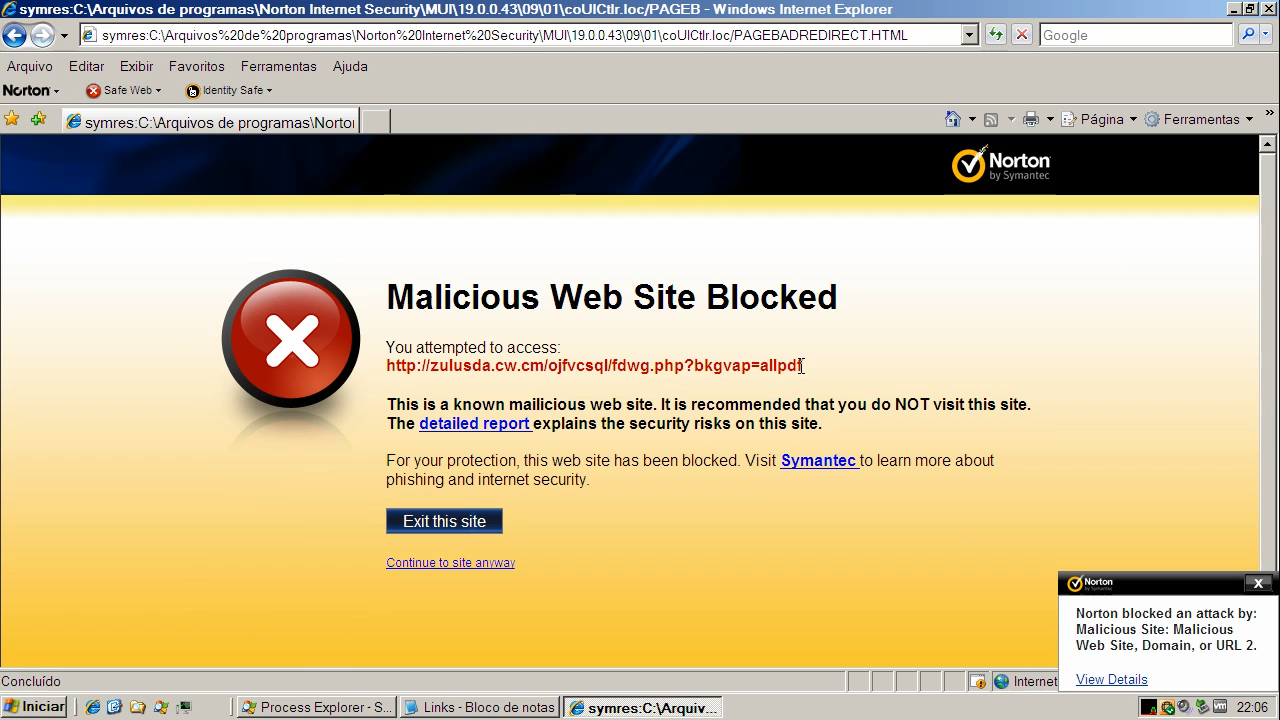 symres:C:\Arquivos de programas\Norton Internet Security\MUI\19.0.0.43\09\01\coUICtlr.loc/PAGEB - Windows Internet Explorer
symres:C:\Arquivos%20de%20programas\Norton%20Internet%20Security\MUI\19.0.0.43\09\01\coUICtlr.loc/PAGEBADREDIRECT.HTML
Google
Arquivo Editar Exibir Favoritos Ferramentas Ajuda
Norton Safe Web Identity Safe
symres:C:\Arquivos de programas\Norton
Página Ferramentas »
Norton
by Symantec
Malicious Web Site Blocked
You attempted to access:
http://zulusda.cw.cm/ojfvcsql/fdwg.php?bkgvap=allpdf
This is a known mailicious web site. It is recommended that you do NOT visit this site.
The detailed report explains the security risks on this site.
For your protection, this web site has been blocked. Visit Symantec to learn more about
phishing and internet security.
Exit this site
Continue to site anyway
Norton
by Symantec
X
Norton blocked an attack by:
Malicious Site: Malicious
Web Site, Domain, or URL 2.
View Details
Concluído
Internet
Iniciar
Process Explorer - S...
Links - Bloco de notas
symres:C:\Arquiv...
vm
22:06